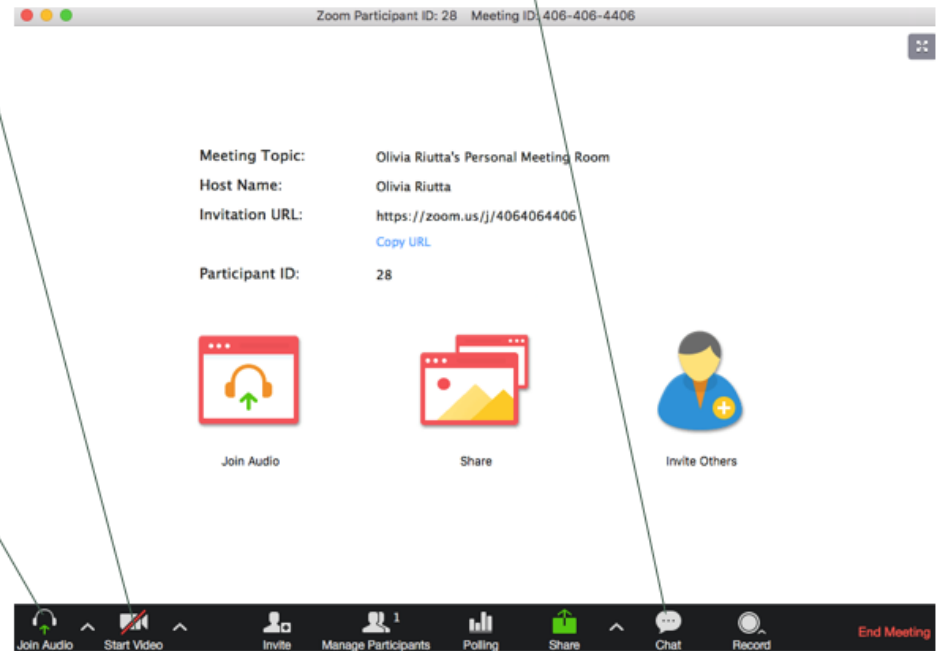 Zoom Participant ID: 28 Meeting ID: 406-406-4406
Meeting Topic: Olivia Riutta's Personal Meeting Room
Host Name: Olivia Riutta
Invitation URL: https://zoom.us/j/4064064406
Copy URL
Participant ID: 28
Join Audio Share Invite Others
1
Join Audio Start Video Invite Manage Participants Polling Share Chat Record End Meeting